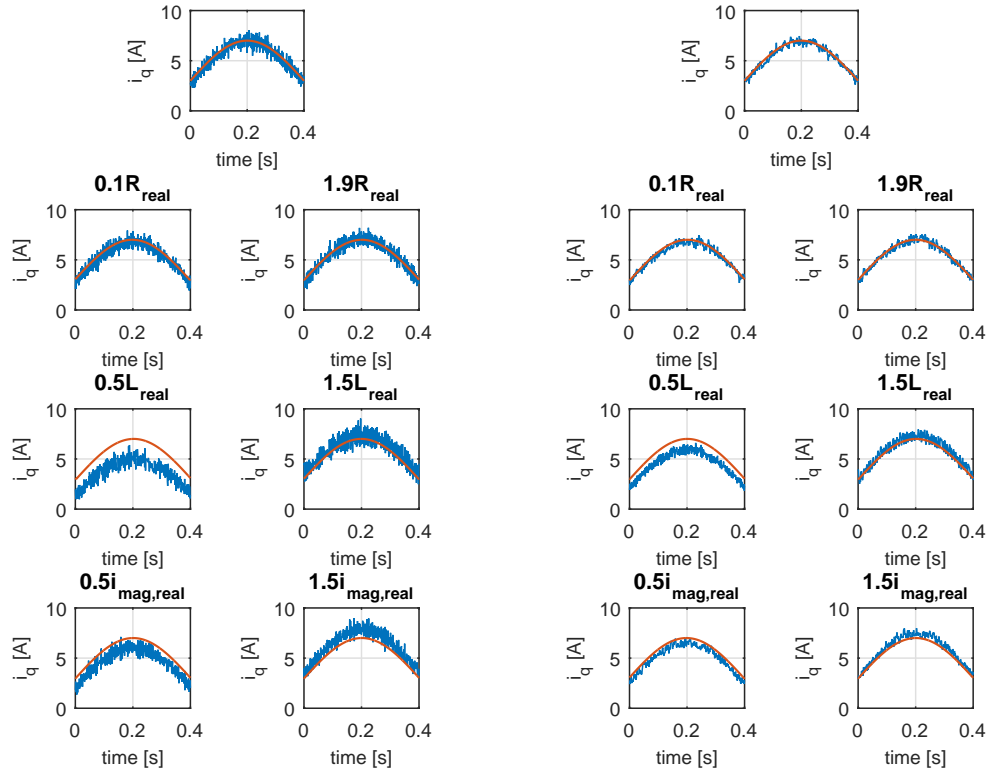 10
5
0
i_q [A]
0 0.2 0.4
time [s]
10
5
0
i_q [A]
0 0.2 0.4
time [s]
0.1R_real
10
5
0
i_q [A]
0 0.2 0.4
time [s]
1.9R_real
10
5
0
i_q [A]
0 0.2 0.4
time [s]
0.1R_real
10
5
0
i_q [A]
0 0.2 0.4
time [s]
1.9R_real
10
5
0
i_q [A]
0 0.2 0.4
time [s]
0.5L_real
10
5
0
i_q [A]
0 0.2 0.4
time [s]
1.5L_real
10
5
0
i_q [A]
0 0.2 0.4
time [s]
0.5L_real
10
5
0
i_q [A]
0 0.2 0.4
time [s]
1.5L_real
10
5
0
i_q [A]
0 0.2 0.4
time [s]
0.5i_mag,real
10
5
0
i_q [A]
0 0.2 0.4
time [s]
1.5i_mag,real
10
5
0
i_q [A]
0 0.2 0.4
time [s]
0.5i_mag,real
10
5
0
i_q [A]
0 0.2 0.4
time [s]
1.5i_mag,real
10
5
0
i_q [A]
0 0.2 0.4
time [s]